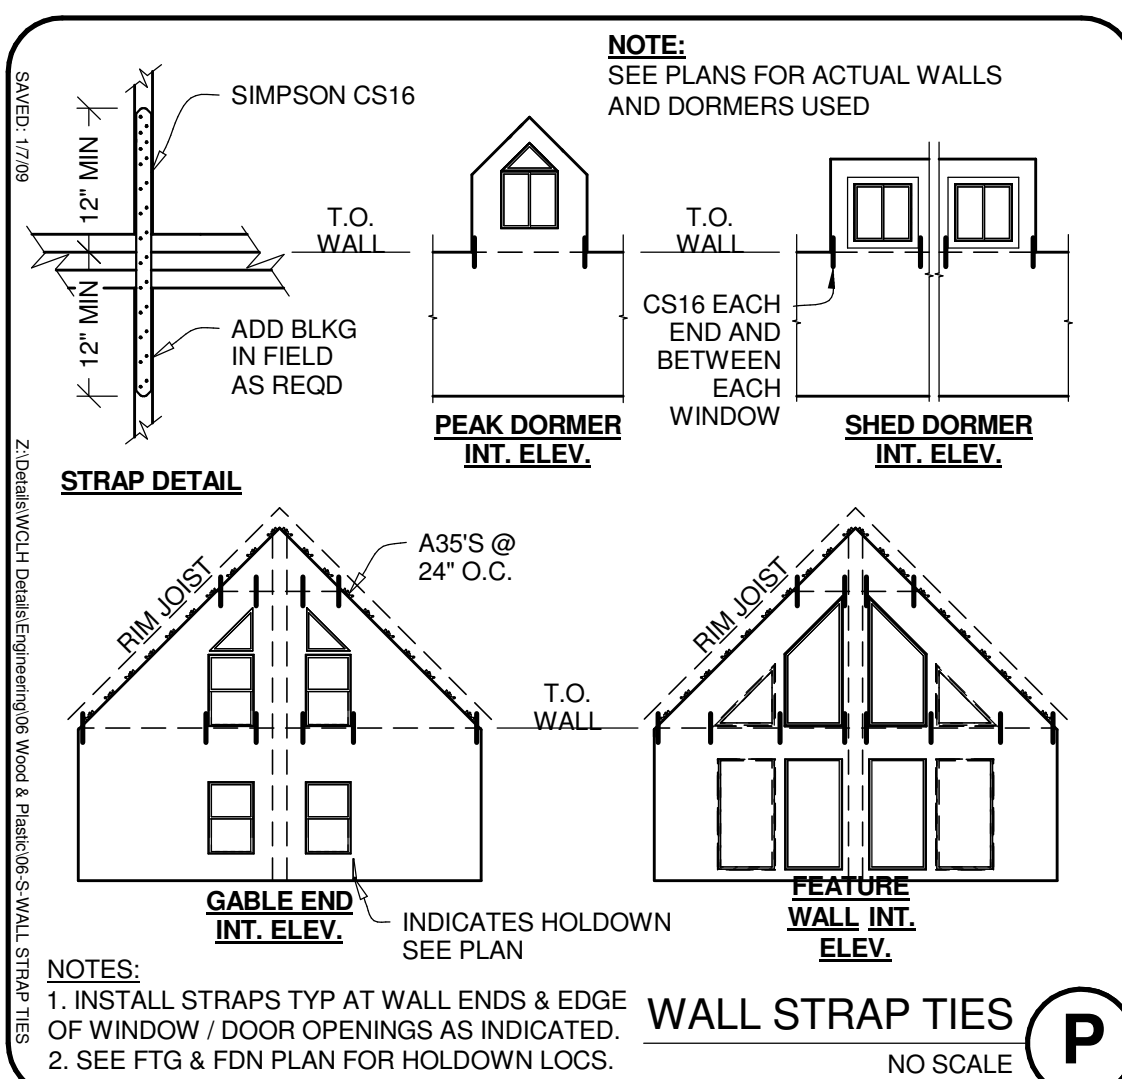 NOTE:
SEE PLANS FOR ACTUAL WALLS
AND DORMERS USED
SAVED: 1/7/09
SIMPSON CS16
12" MIN
12" MIN
ADD BLKG
IN FIELD
AS REQD
STRAP DETAIL
T.O.
WALL
PEAK DORMER
INT. ELEV.
T.O.
WALL
CS16 EACH
END AND
BETWEEN
EACH
WINDOW
SHED DORMER
INT. ELEV.
Z:\Details\WCLH Details\Engineering\06 Wood & Plastic\06-S-WALL STRAP TIES
RIM JOIST
A35'S @
24" O.C.
GABLE END
INT. ELEV.
INDICATES HOLDOWN
SEE PLAN
T.O.
WALL
RIM JOIST
FEATURE
WALL INT.
ELEV.
NOTES:
1. INSTALL STRAPS TYP AT WALL ENDS & EDGE
OF WINDOW / DOOR OPENINGS AS INDICATED.
2. SEE FTG & FDN PLAN FOR HOLDOWN LOCS.
WALL STRAP TIES
NO SCALE
P